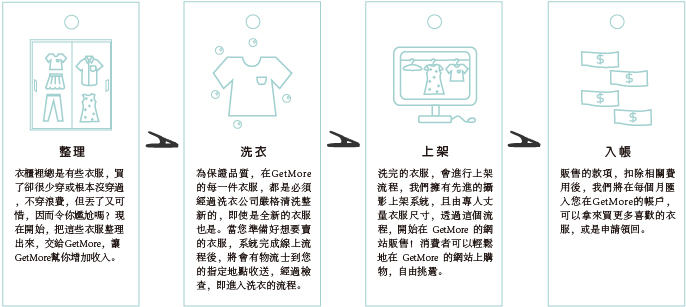 整理
衣櫃裡總是有些衣服，買
了卻很少穿或根本沒穿過
，不穿浪費，但丟了又可
惜，因而令你尷尬嗎？現
在開始，把這些衣服整理
出來，交給GetMore，讓
GetMore幫你增加收入。
洗衣
為保證品質，在GetMore
的每一件衣服，都是必須
經過洗衣公司嚴格清洗整
新的，即使是全新的衣服
也是。當您準備好想要賣
的衣服，系統完成線上流
程後，將會有物流士到您
的指定地點收送，經過檢
查，即進入洗衣的流程。
上架
洗完的衣服，會進行上架
流程，我們擁有先進的攝
影上架系統，且由專人丈
量衣服尺寸，透過這個流
程，開始在 GetMore 的網
站販售！消費者可以輕鬆
地在 GetMore 的網站上購
物，自由挑選。
入帳
販售的款項，扣除相關費
用後，我們將在每個月匯
入您在GetMore的帳戶，
可以拿來買更多喜歡的衣
服，或是申請領回。
$
$
$
$